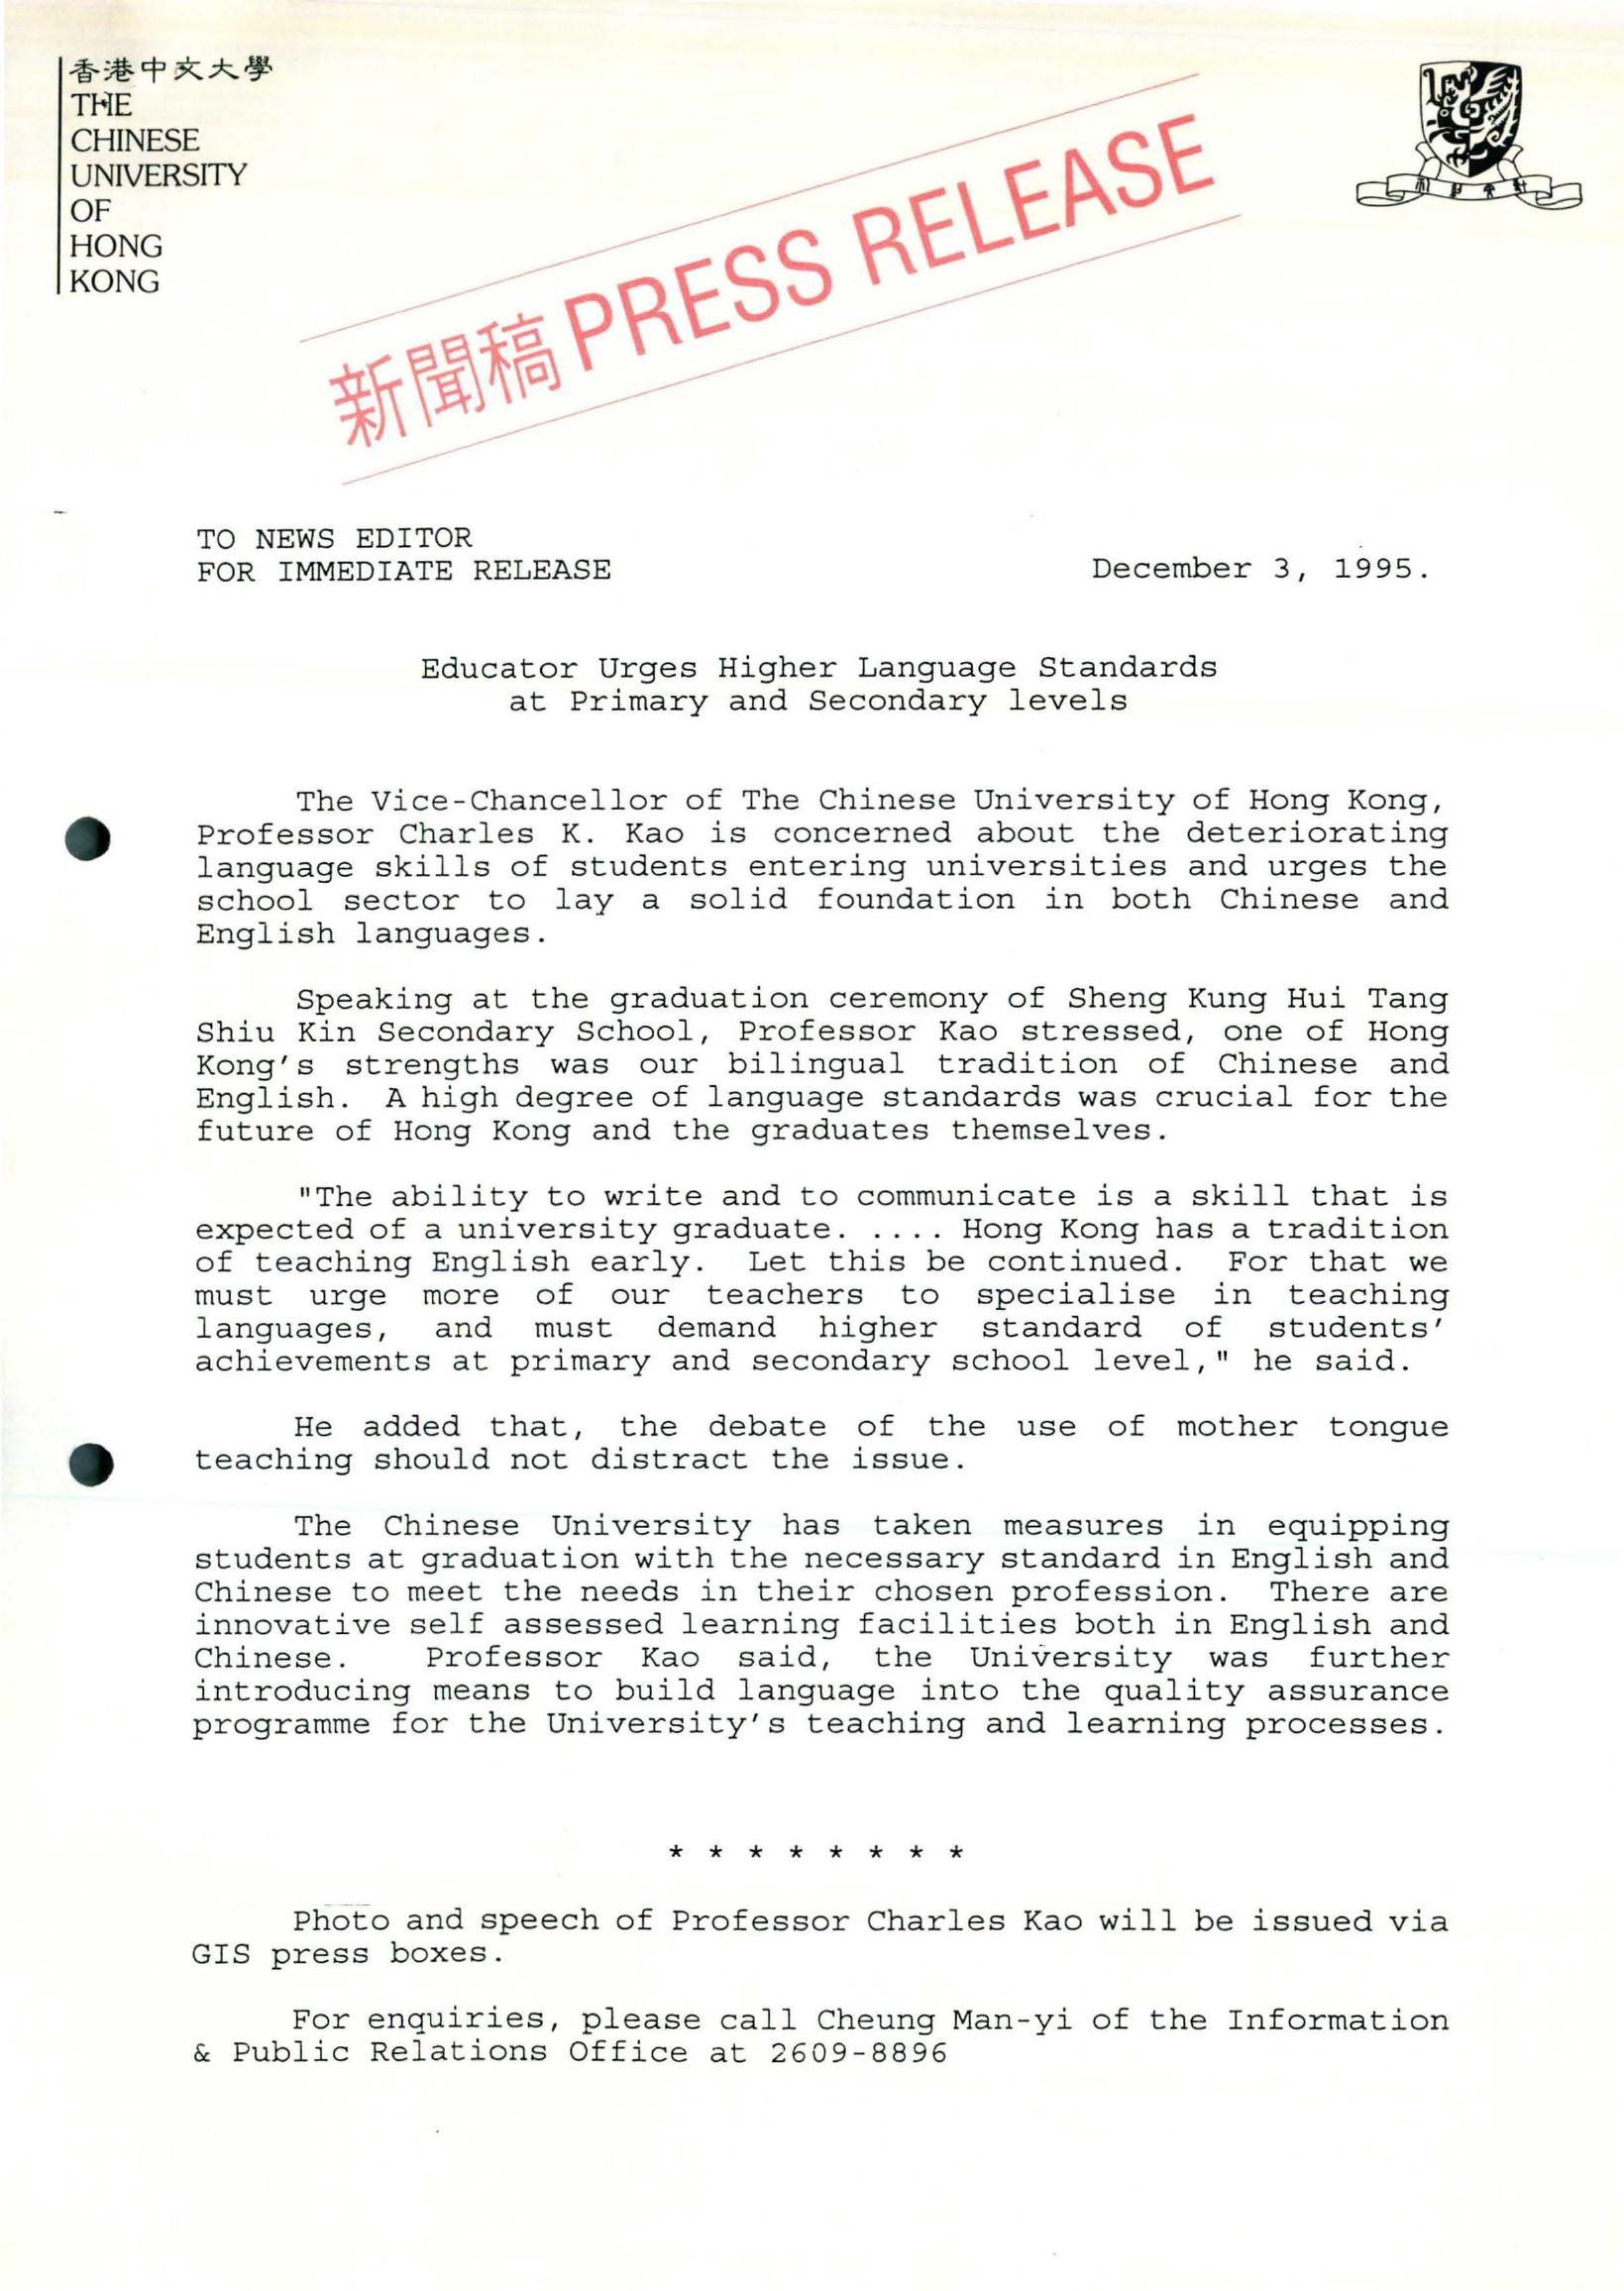 香港中文大學
THE
CHINESE
UNIVERSITY
OF
HONG
KONG
新聞稿 PRESS RELEASE
TO NEWS EDITOR
FOR IMMEDIATE RELEASE
December 3, 1995.
Educator Urges Higher Language Standards
at Primary and Secondary levels
The Vice-Chancellor of The Chinese University of Hong Kong,
Professor Charles K. Kao is concerned about the deteriorating
language skills of students entering universities and urges the
school sector to lay a solid foundation in both Chinese and
English languages.
Speaking at the graduation ceremony of Sheng Kung Hui Tang
Shiu Kin Secondary School, Professor Kao stressed, one of Hong
Kong's strengths was our bilingual tradition of Chinese and
English. A high degree of language standards was crucial for the
future of Hong Kong and the graduates themselves.
"The ability to write and to communicate is a skill that is
expected of a university graduate. .... Hong Kong has a tradition
of teaching English early. Let this be continued. For that we
must urge more of our teachers to specialise in teaching
languages, and must demand higher standard of students'
achievements at primary and secondary school level," he said.
He added that, the debate of the use of mother tongue
teaching should not distract the issue.
The Chinese University has taken measures in equipping
students at graduation with the necessary standard in English and
Chinese to meet the needs in their chosen profession. There are
innovative self assessed learning facilities both in English and
Chinese. Professor Kao said, the University was further
introducing means to build language into the quality assurance
programme for the University's teaching and learning processes.
* * * * * * * *
Photo and speech of Professor Charles Kao will be issued via
GIS press boxes.
For enquiries, please call Cheung Man-yi of the Information
& Public Relations Office at 2609-8896